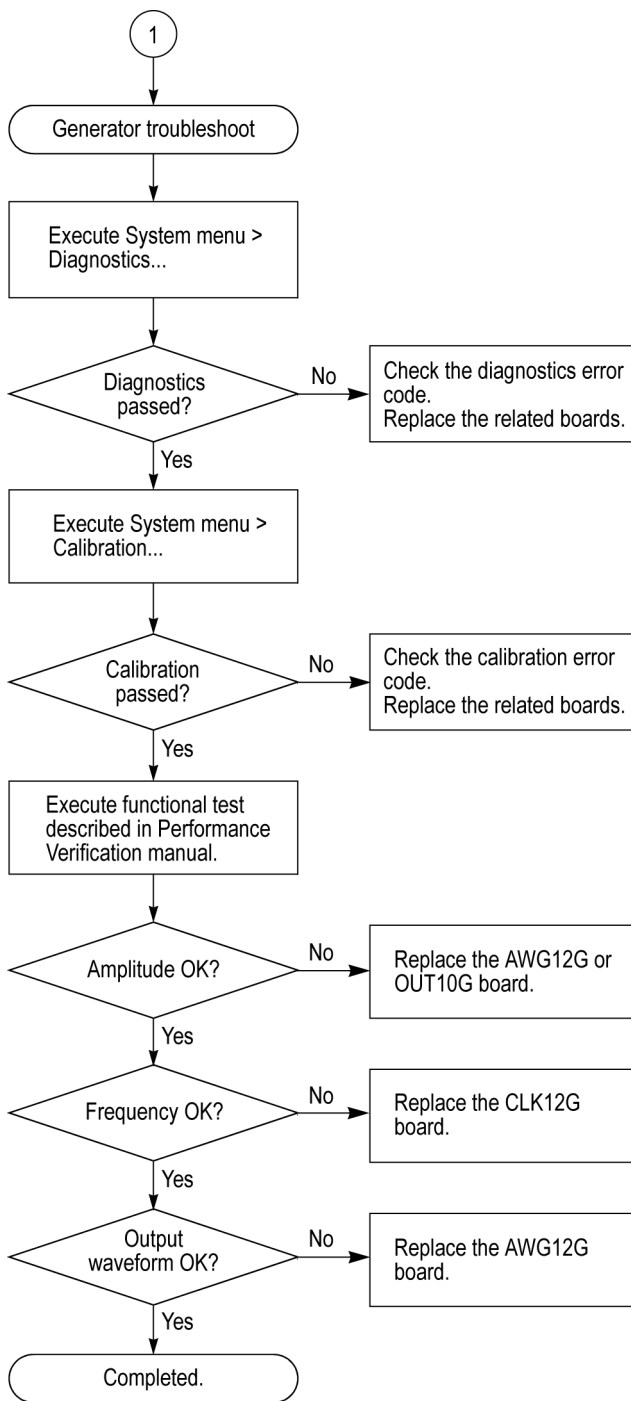 1
Generator troubleshoot
Execute System menu >
Diagnostics...
Diagnostics
passed?
No
Check the diagnostics error
code.
Replace the related boards.
Yes
Execute System menu >
Calibration...
Calibration
passed?
No
Check the calibration error
code.
Replace the related boards.
Yes
Execute functional test
described in Performance
Verification manual.
Amplitude OK?
No
Replace the AWG12G or
OUT10G board.
Yes
Frequency OK?
No
Replace the CLK12G
board.
Yes
Output
waveform OK?
No
Replace the AWG12G
board.
Yes
Completed.